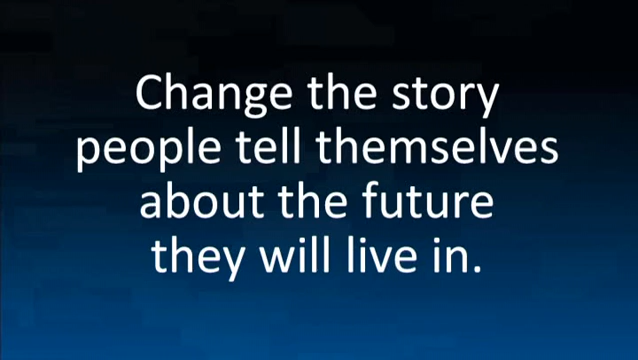 Change the story
people tell themselves
about the future
they will live in.